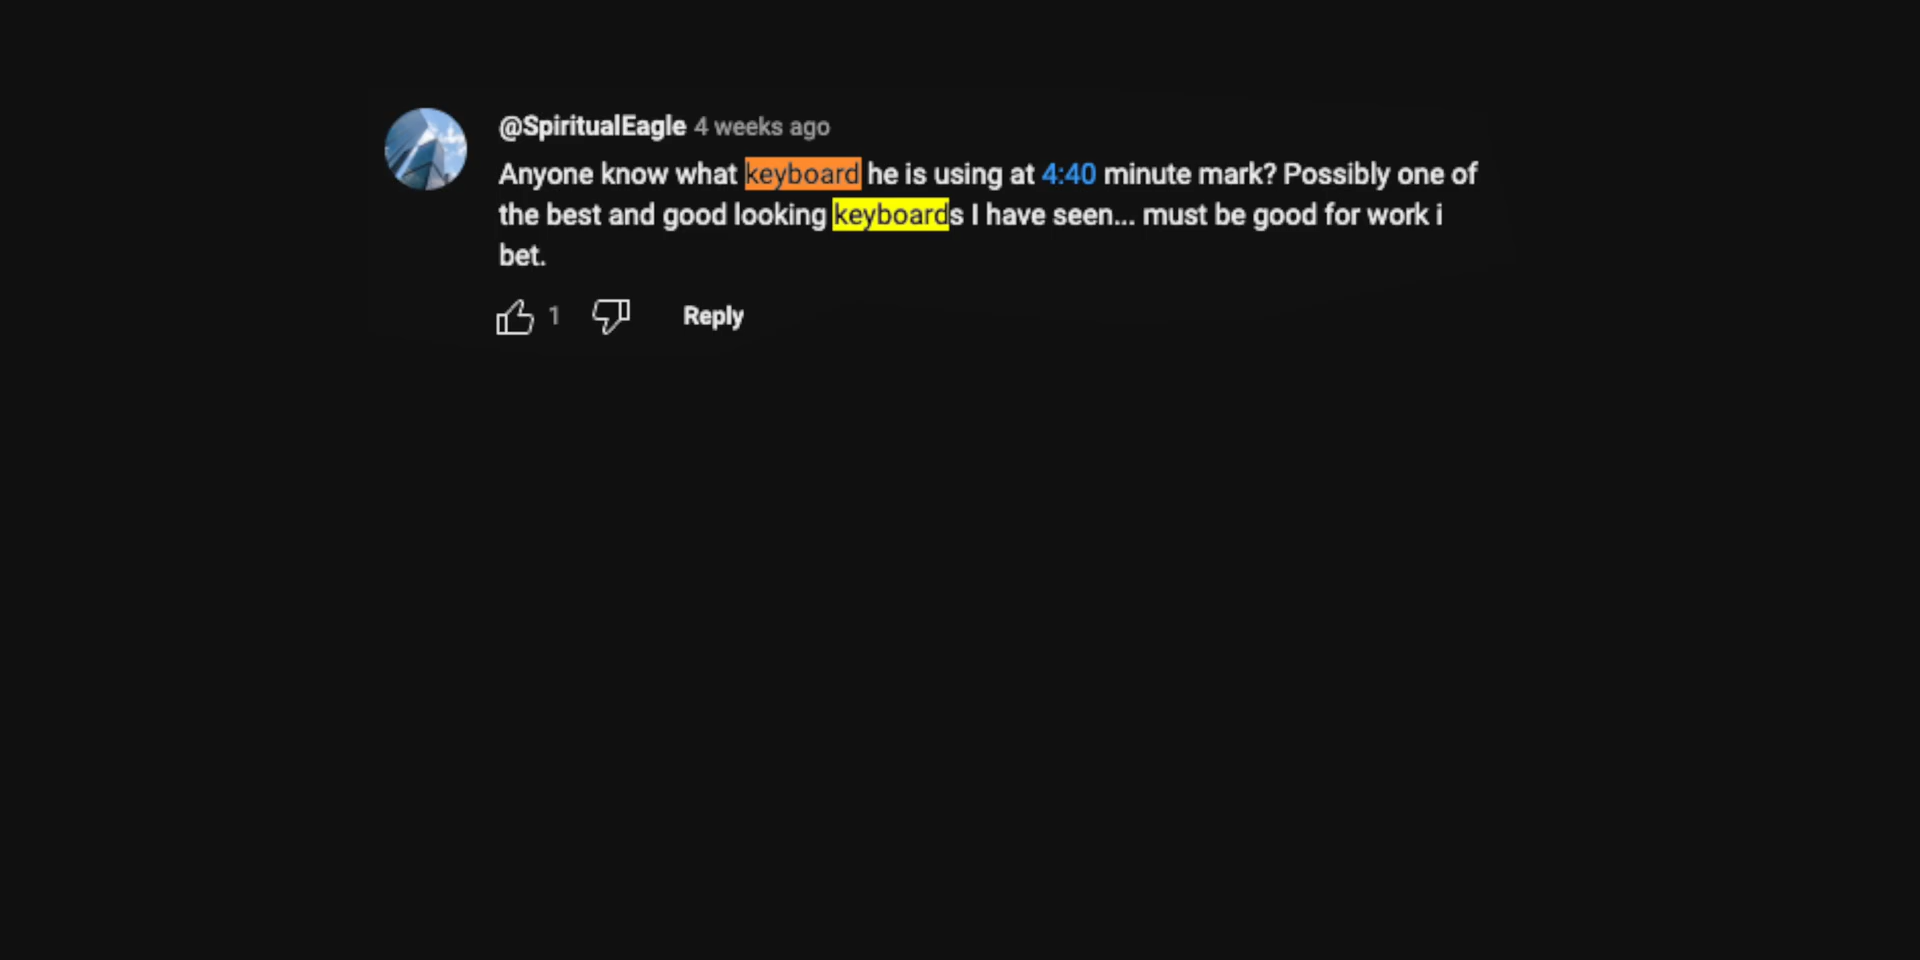 @SpiritualEagle 4 weeks ago
Anyone know what keyboard he is using at 4:40 minute mark? Possibly one of
the best and good looking keyboards I have seen... must be good for work i
bet.
1 Reply